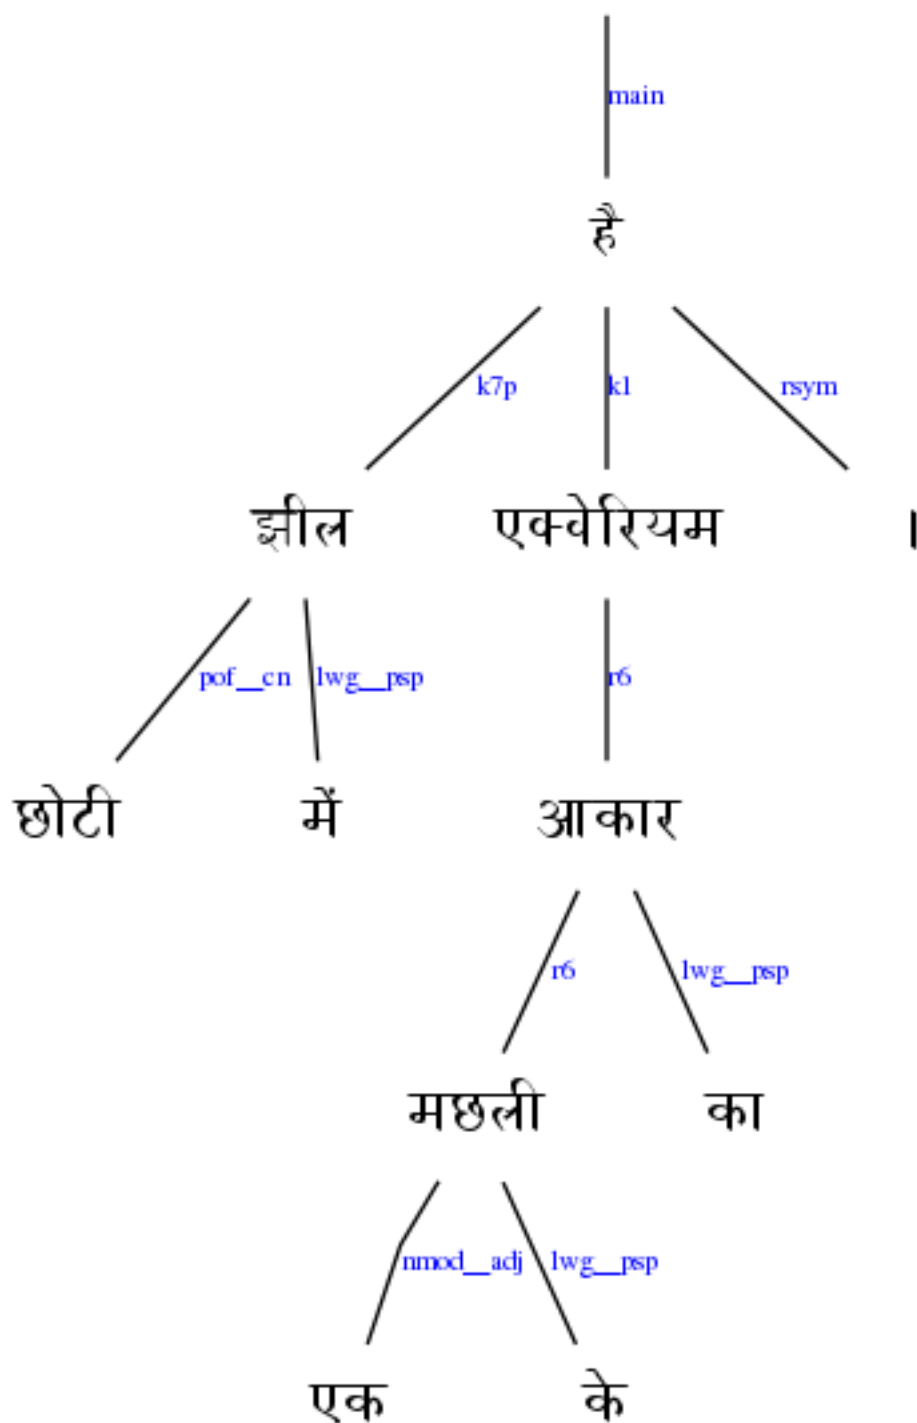 main
है
k7p k1 rsym
झील एक्वेरियम ।
pof__cn lwg__psp r6
छोटी में आकार
r6 lwg__psp
मछली का
nmod__adj lwg__psp
एक के